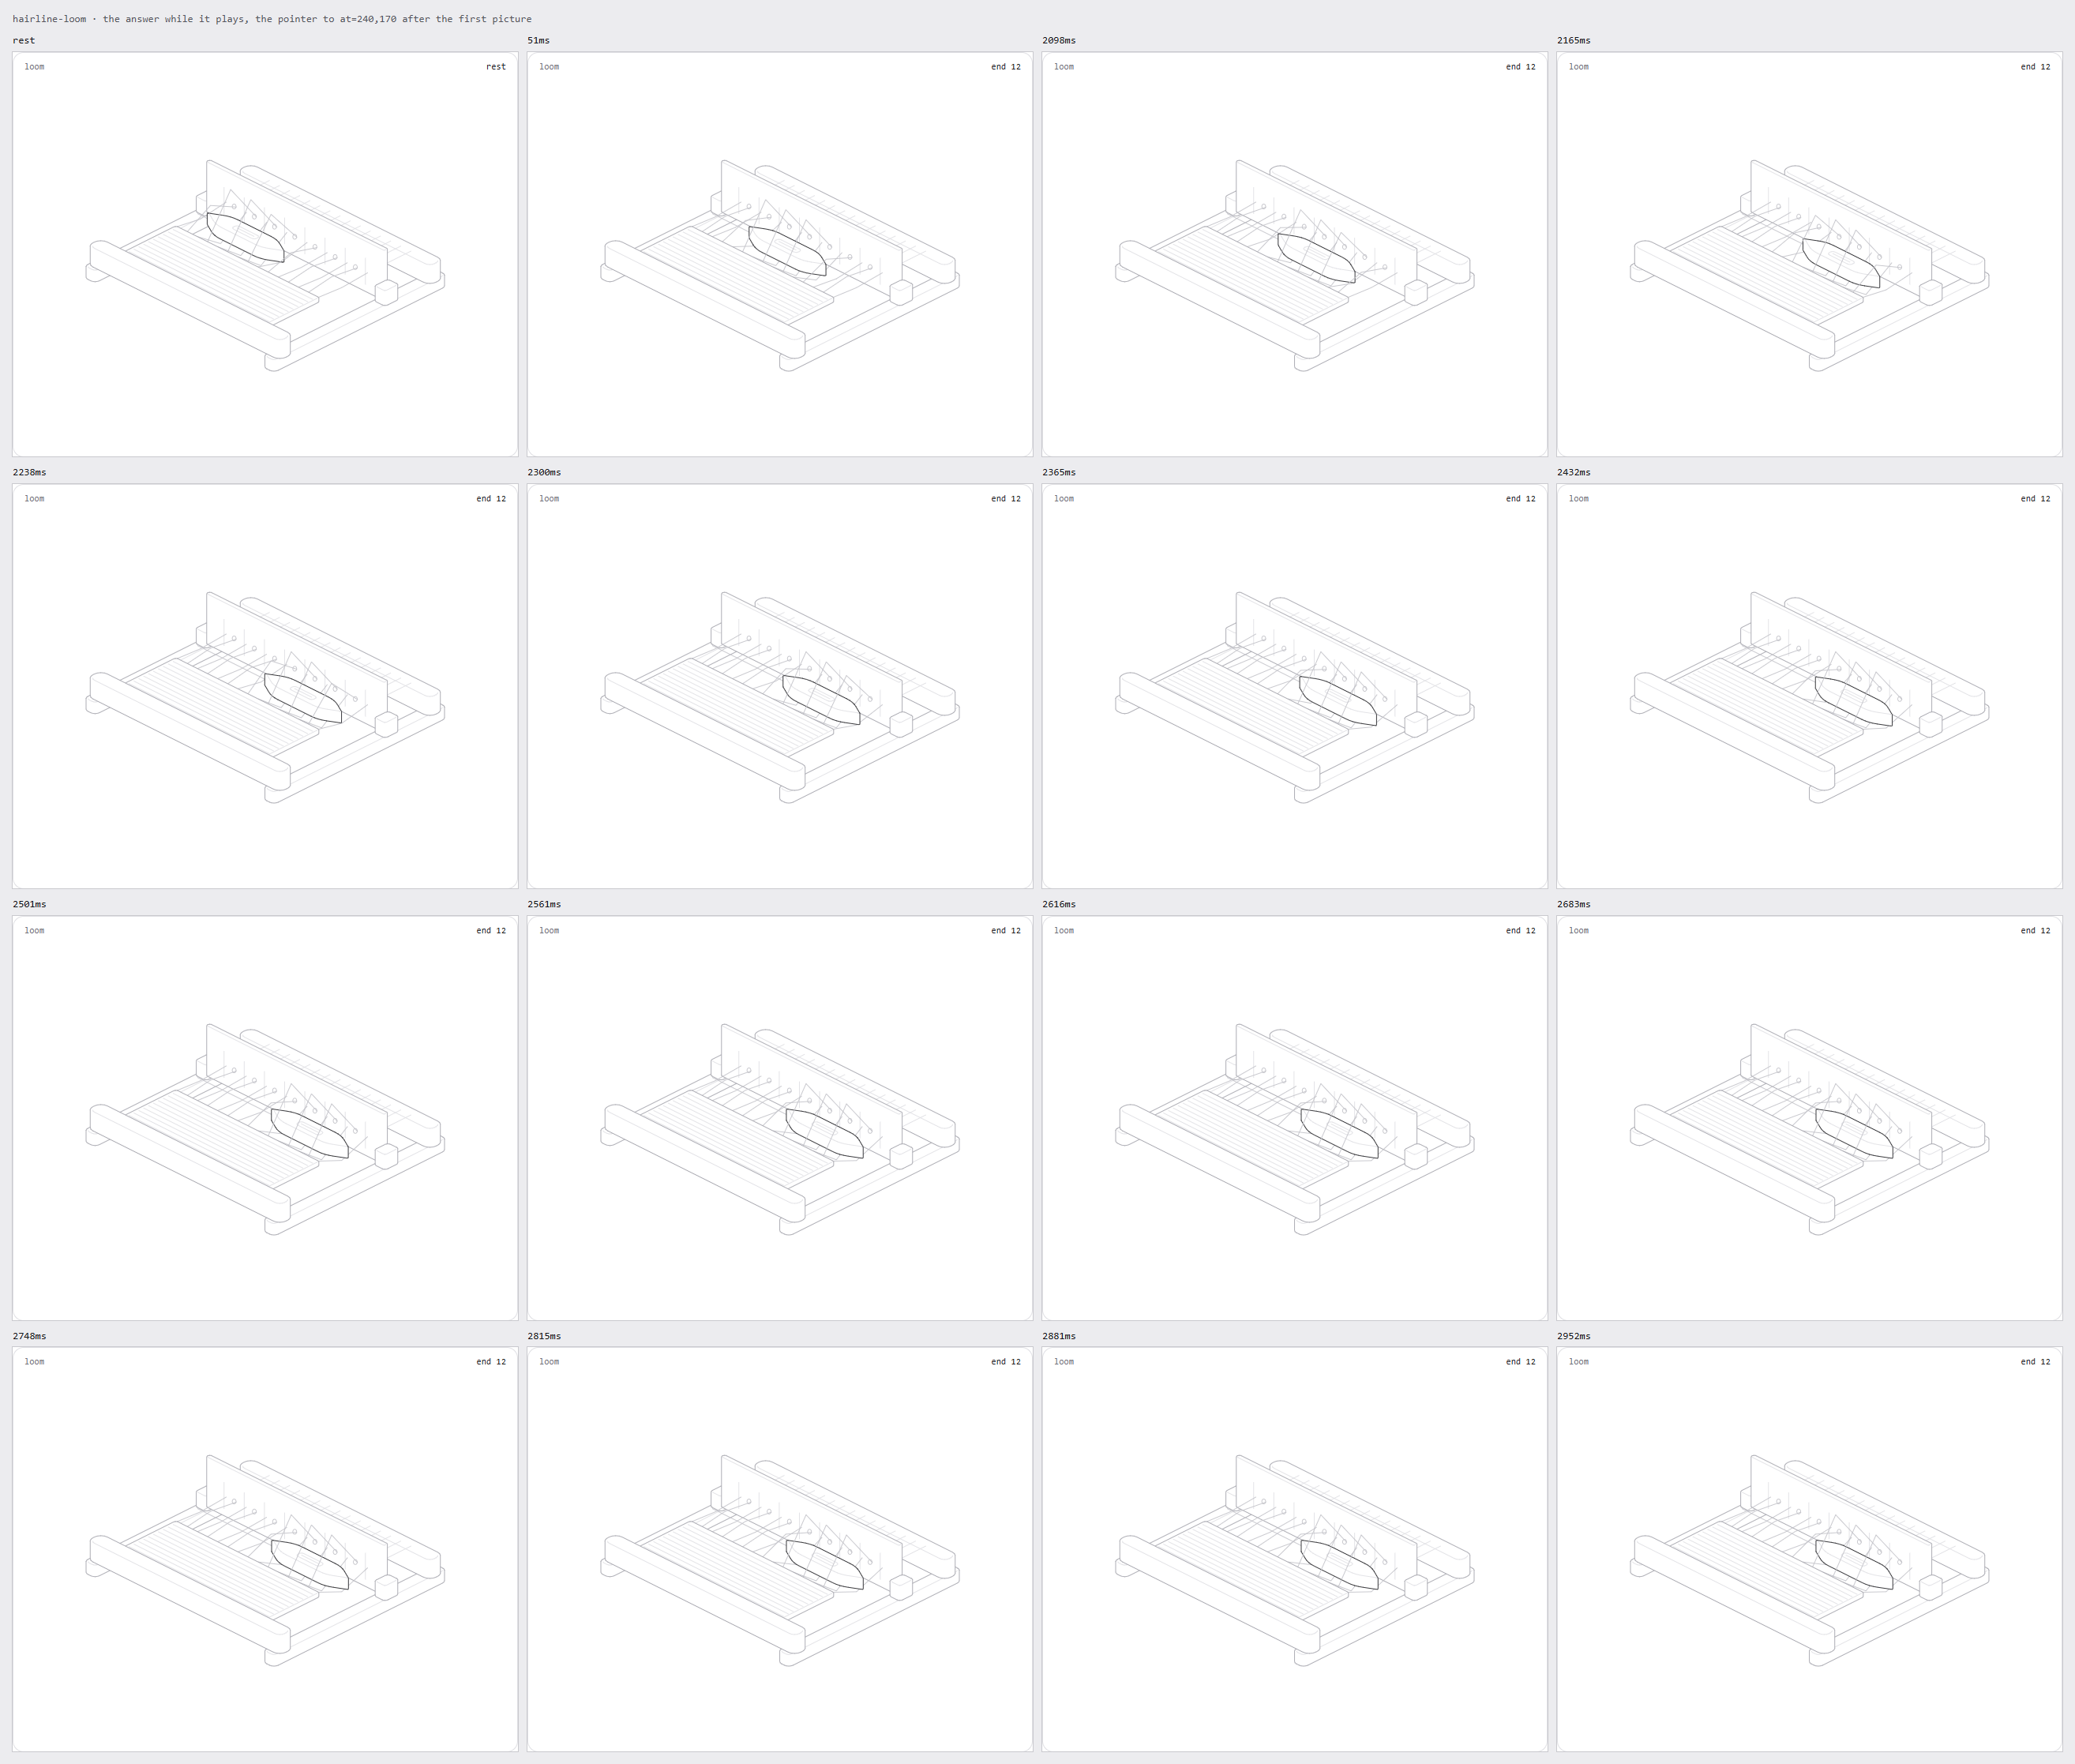 hairline-loom · the answer while it plays, the pointer to at=240,170 after the first picture
rest 51ms 2098ms 2165ms
loom rest loom end 12 loom end 12 loom end 12
2238ms 2300ms 2365ms 2432ms
loom end 12 loom end 12 loom end 12 loom end 12
2501ms 2561ms 2616ms 2683ms
loom end 12 loom end 12 loom end 12 loom end 12
2748ms 2815ms 2881ms 2952ms
loom end 12 loom end 12 loom end 12 loom end 12